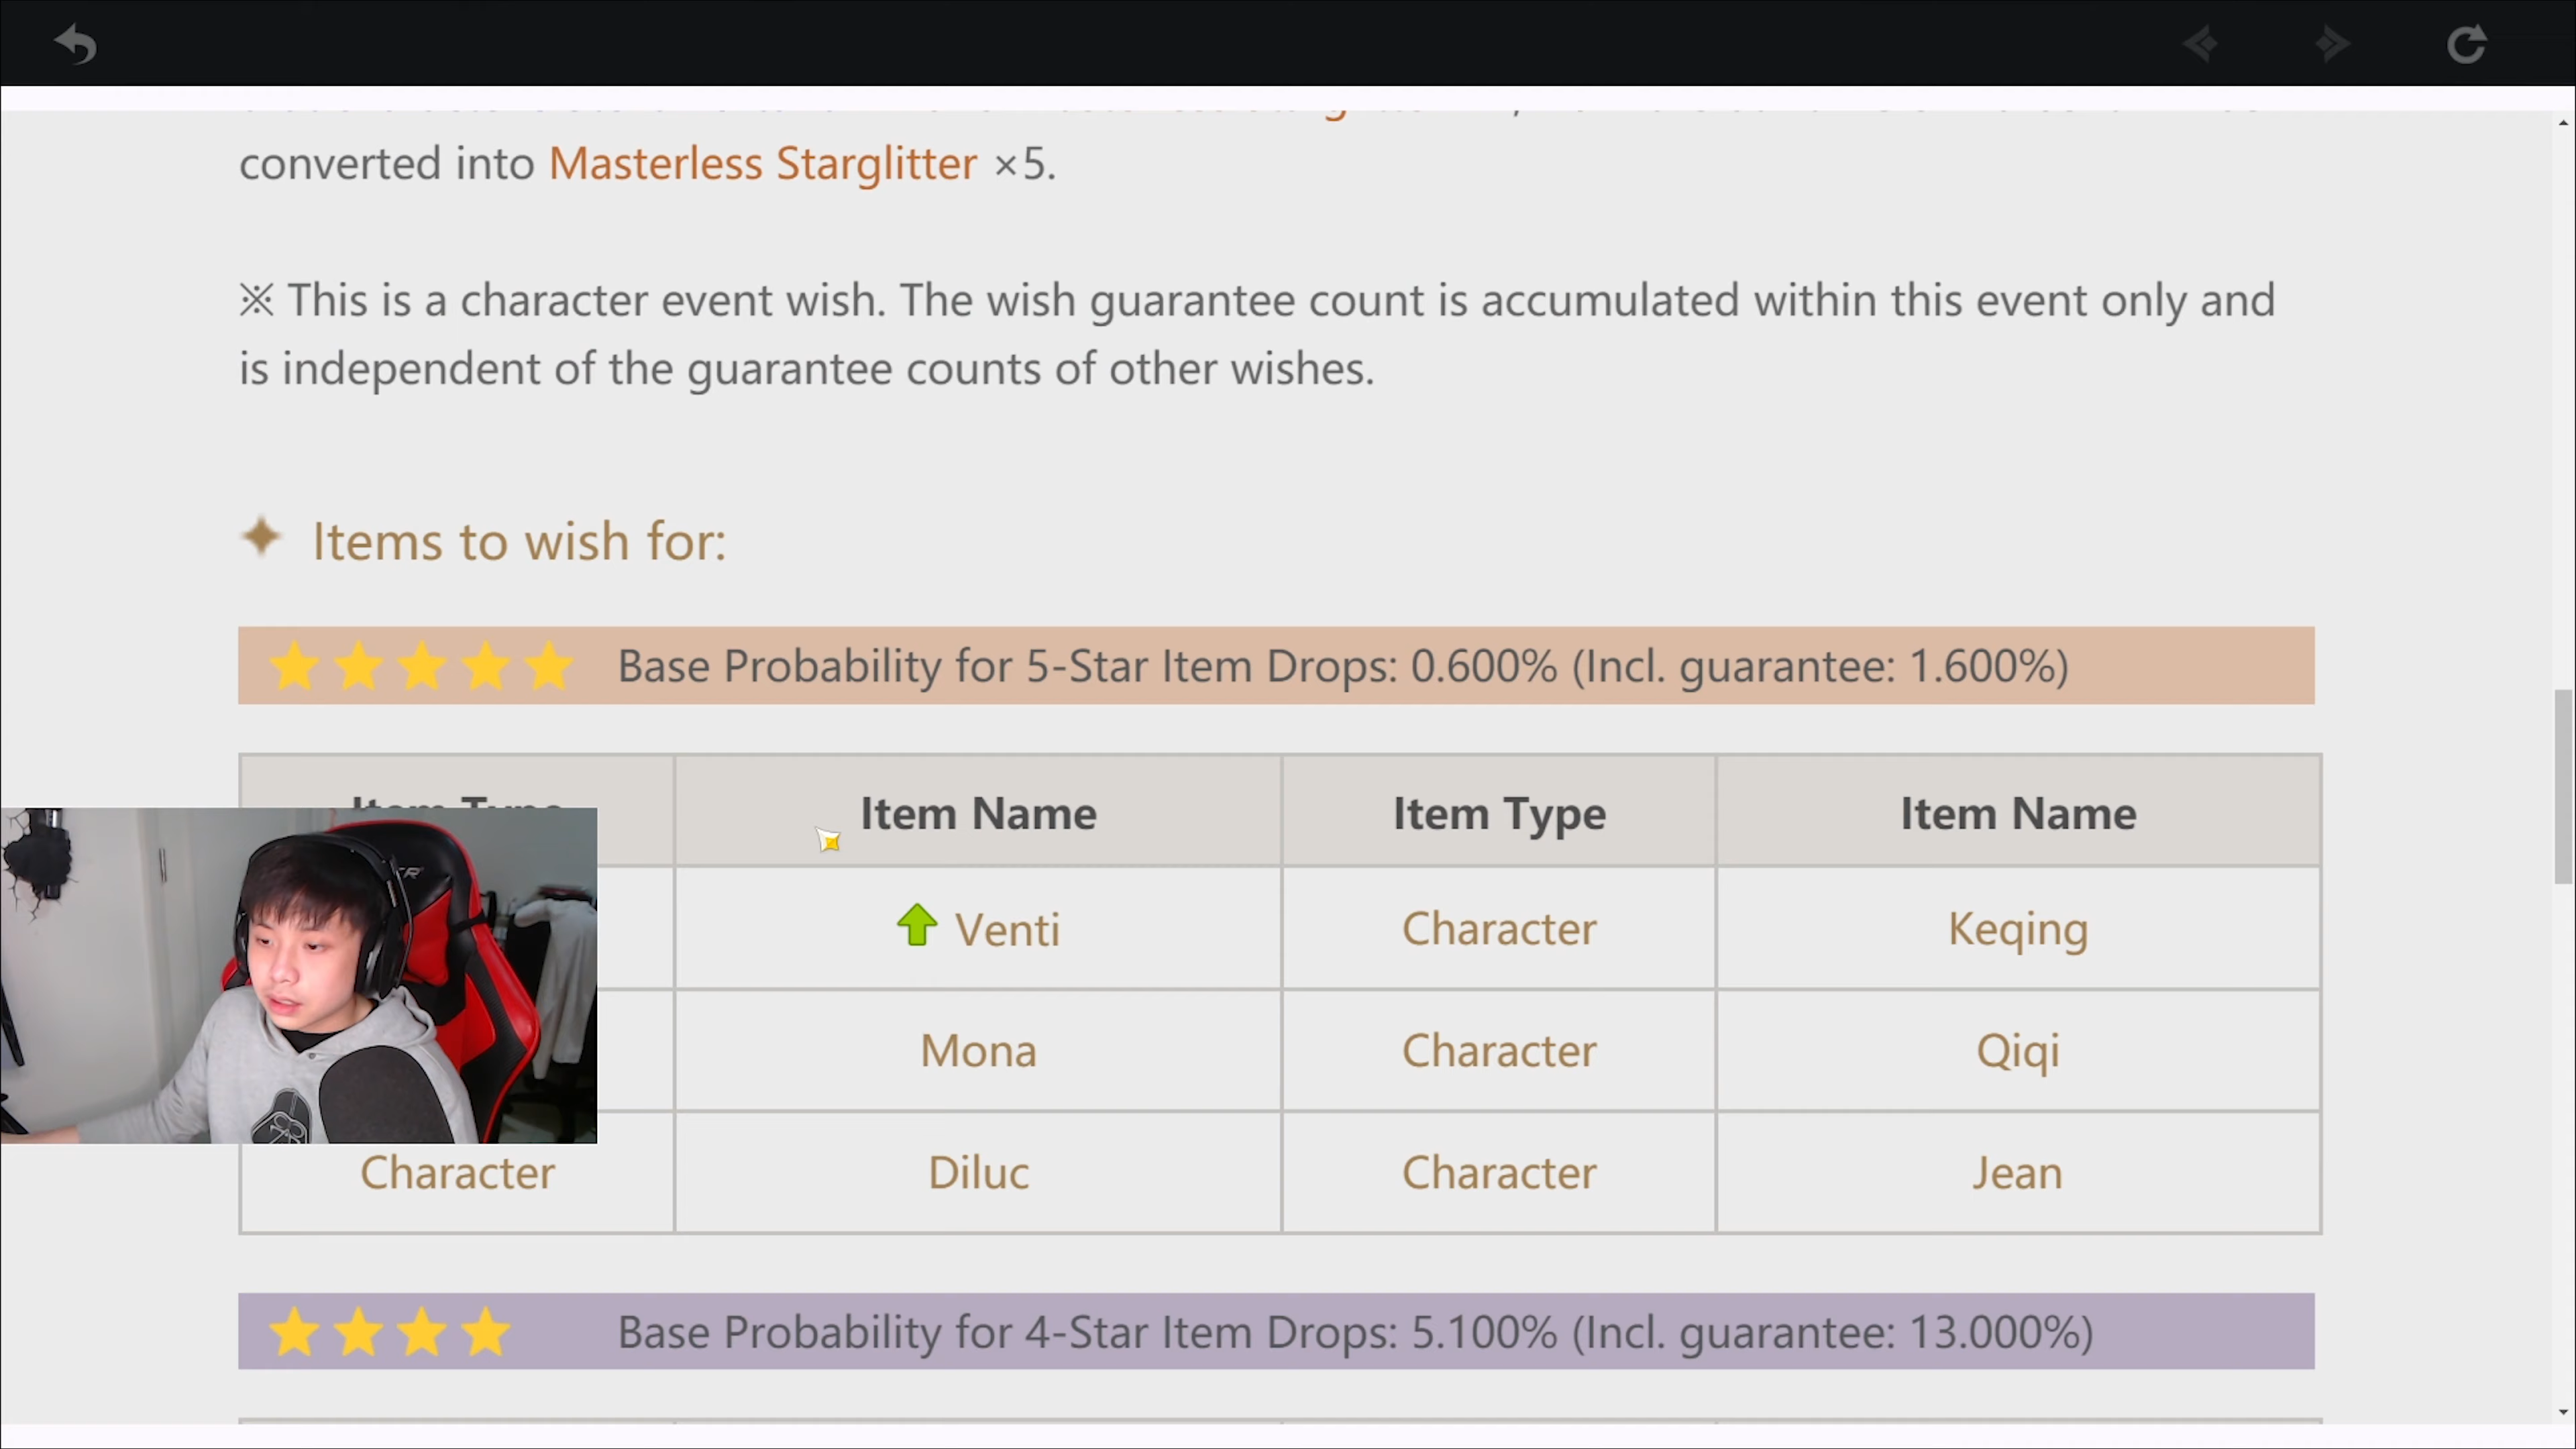 converted into Masterless Starglitter ×5.
※ This is a character event wish. The wish guarantee count is accumulated within this event only and
is independent of the guarantee counts of other wishes.
Items to wish for:
Base Probability for 5-Star Item Drops: 0.600% (Incl. guarantee: 1.600%)
Item Type Item Name Item Type Item Name
Venti Character Keqing
Mona Character Qiqi
Character Diluc Character Jean
Base Probability for 4-Star Item Drops: 5.100% (Incl. guarantee: 13.000%)